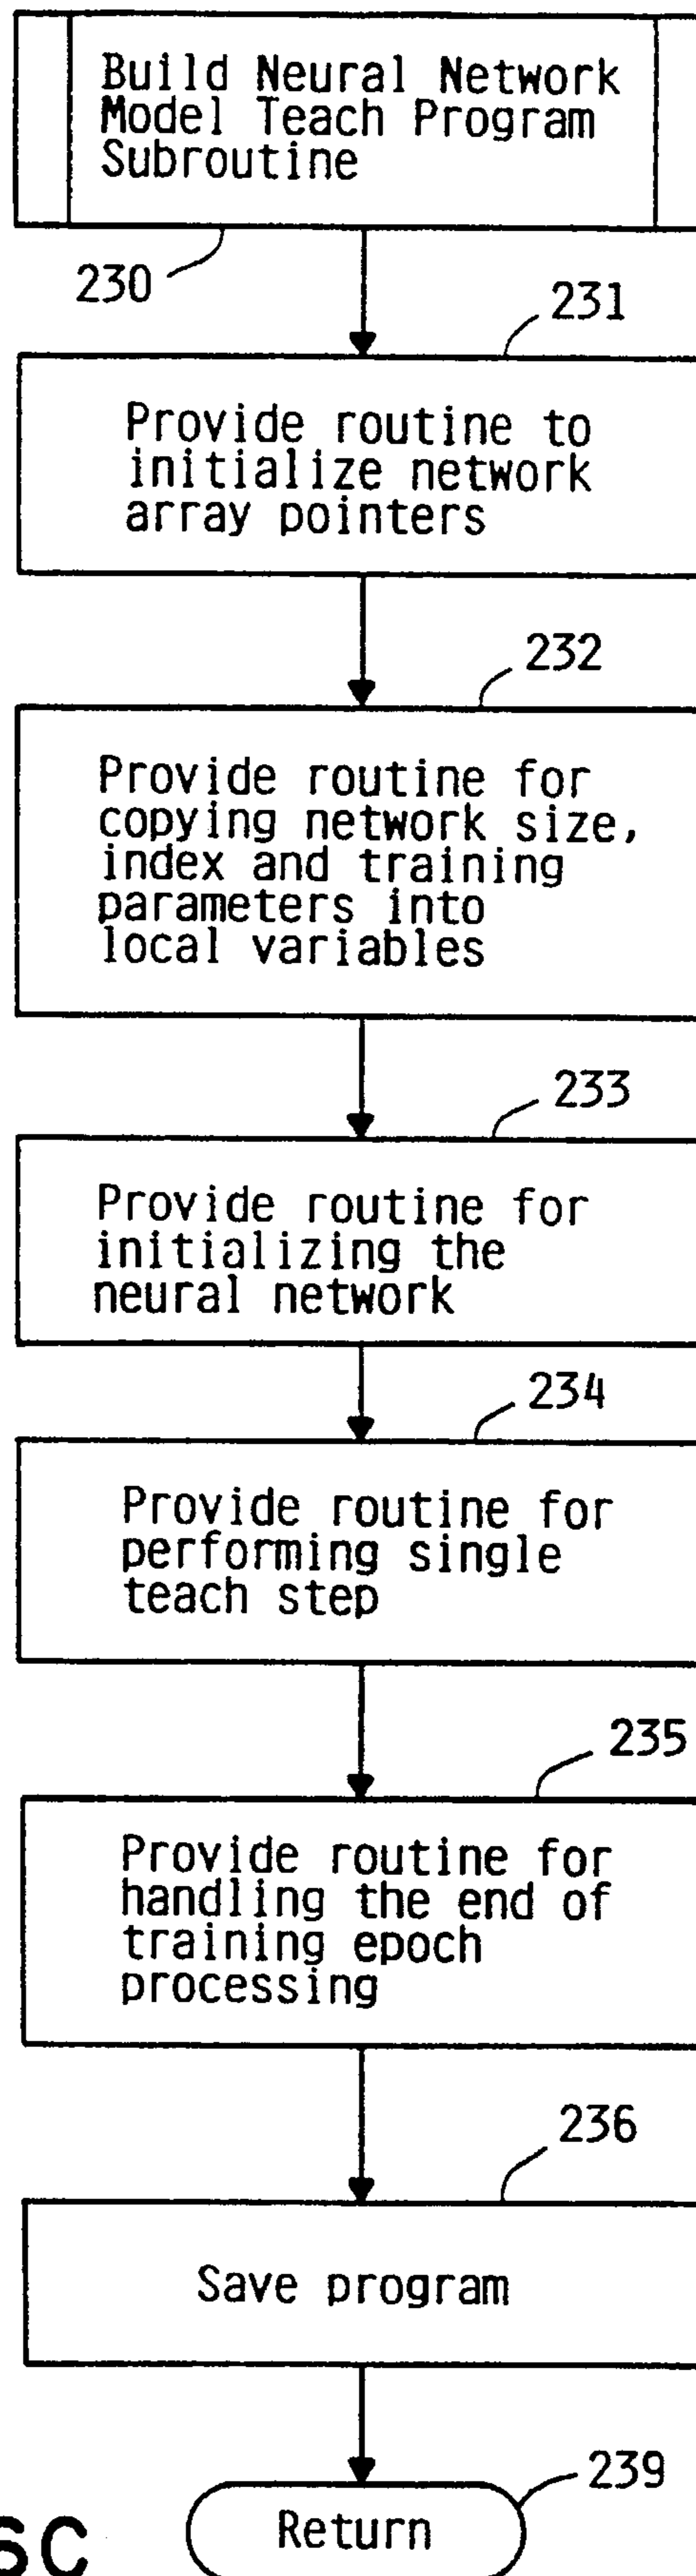 Build Neural Network
Model Teach Program
Subroutine
230
231
Provide routine to
initialize network
array pointers
232
Provide routine for
copying network size,
index and training
parameters into
local variables
233
Provide routine for
initializing the
neural network
234
Provide routine for
performing single
teach step
235
Provide routine for
handling the end of
training epoch
processing
236
Save program
239
Return